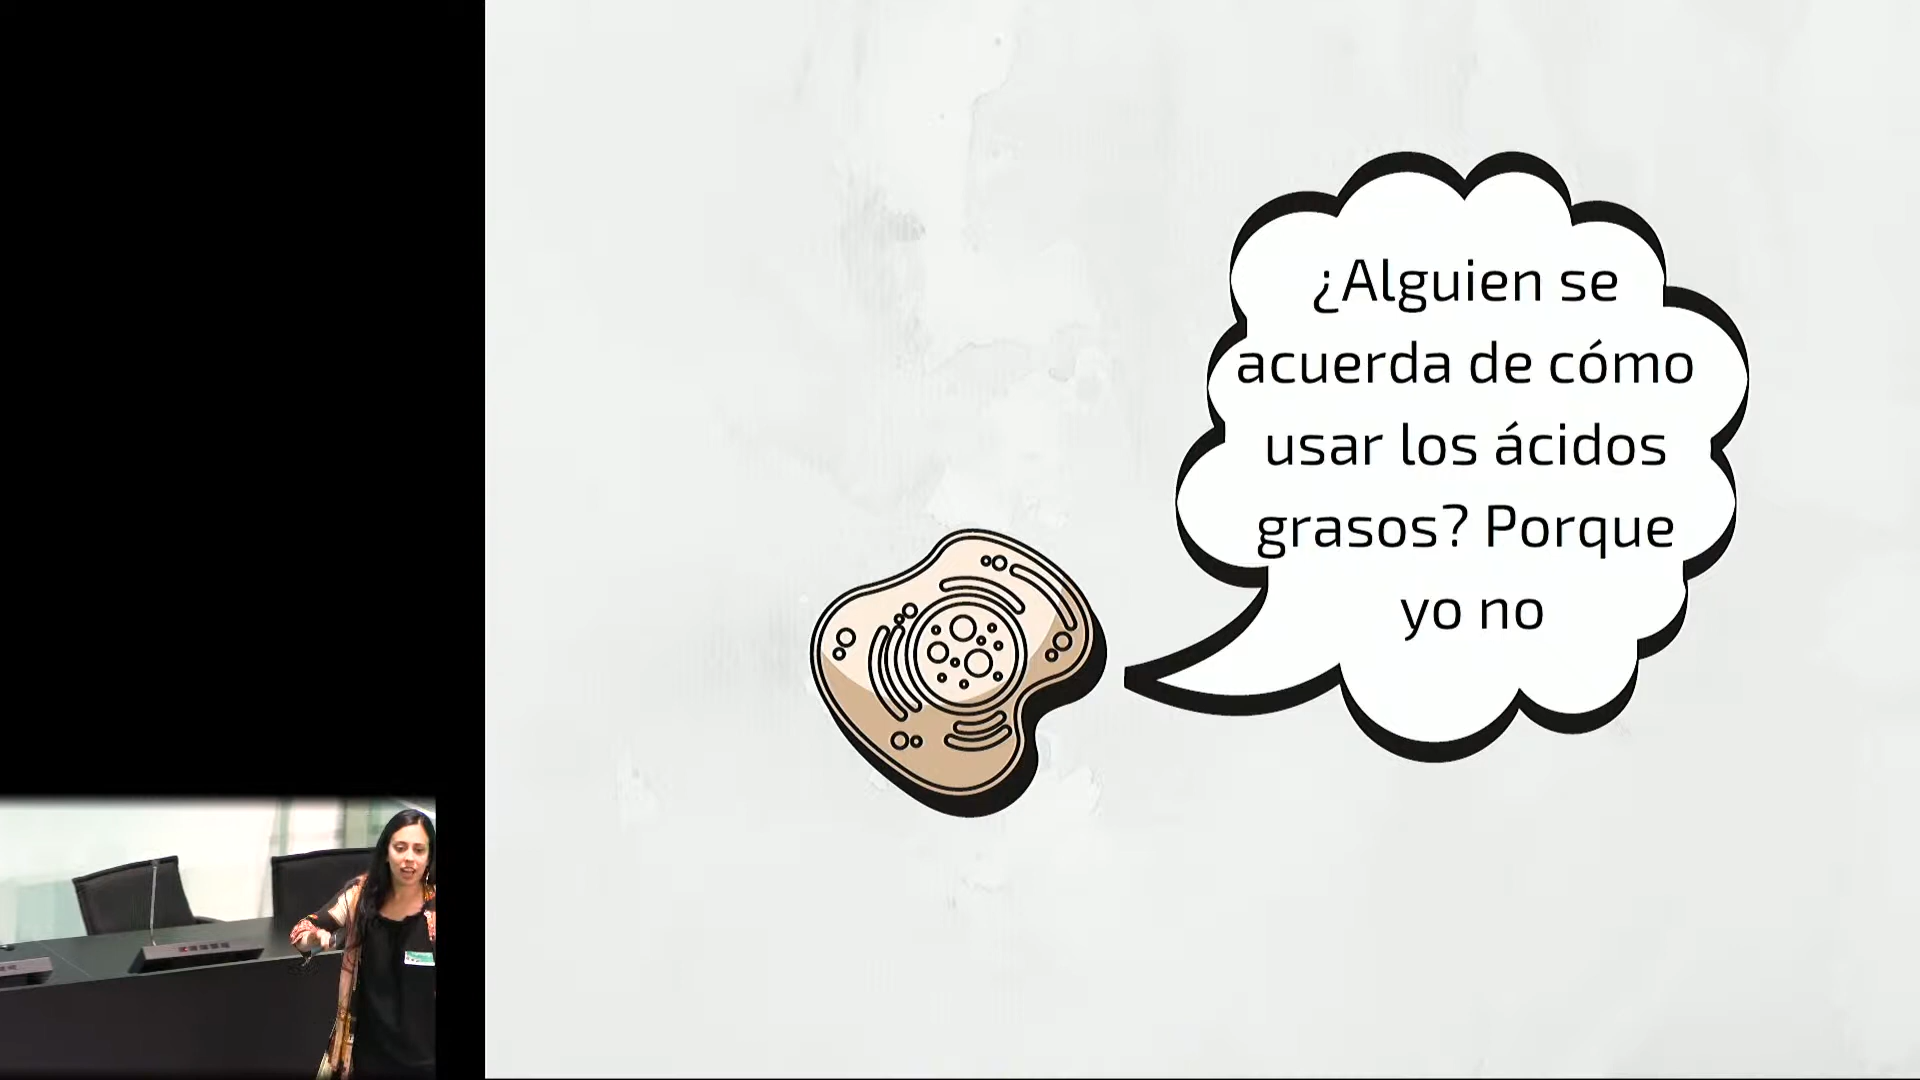 ¿Alguien se
acuerda de cómo
usar los ácidos
grasos? Porque
yo no